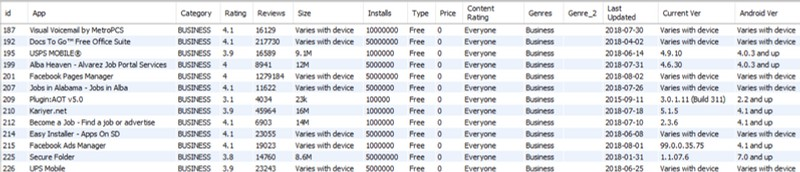 id App Category Rating Reviews Size Installs Type Price Content Rating Genres Genre_2 Last Updated Current Ver Android Ver
187 Visual Voicemail by MetroPCS BUSINESS 4.1 16129 Varies with device 10000000 Free 0 Everyone Business 2018-07-30 Varies with device Varies with device
192 Docs To Go™ Free Office Suite BUSINESS 4.1 217730 Varies with device 50000000 Free 0 Everyone Business 2018-04-02 Varies with device Varies with device
195 USPS MOBILE® BUSINESS 3.9 16589 9.1M 1000000 Free 0 Everyone Business 2018-06-14 4.9.10 4.0.3 and up
199 Alba Heaven - Alvarez Job Portal Services BUSINESS 4 8941 12M 5000000 Free 0 Everyone Business 2018-07-31 4.6.30 4.0.3 and up
201 Facebook Pages Manager BUSINESS 4 1279184 Varies with device 50000000 Free 0 Everyone Business 2018-08-02 Varies with device Varies with device
207 Jobs in Alabama - Jobs in Alba BUSINESS 4.1 11622 Varies with device 5000000 Free 0 Everyone Business 2018-07-26 Varies with device Varies with device
209 Plugin:AOT v5.0 BUSINESS 3.1 4034 23k 100000 Free 0 Everyone Business 2015-09-11 3.0.1.11 (Build 311) 2.2 and up
210 Kariyer.net BUSINESS 3.9 45964 16M 1000000 Free 0 Everyone Business 2018-07-18 5.1.5 4.1 and up
212 Become a Job - Find a job or advertise BUSINESS 4.1 6903 14M 1000000 Free 0 Everyone Business 2018-07-10 2.3.6 4.1 and up
214 Easy Installer - Apps On SD BUSINESS 4.1 23055 Varies with device 5000000 Free 0 Everyone Business 2018-06-08 Varies with device Varies with device
215 Facebook Ads Manager BUSINESS 4.1 19023 Varies with device 1000000 Free 0 Everyone Business 2018-08-01 99.0.0.35.75 4.1 and up
225 Secure Folder BUSINESS 3.8 14760 8.6M 50000000 Free 0 Everyone Business 2018-01-31 1.1.07.6 7.0 and up
226 UPS Mobile BUSINESS 3.9 23243 Varies with device 5000000 Free 0 Everyone Business 2018-06-25 Varies with device Varies with device